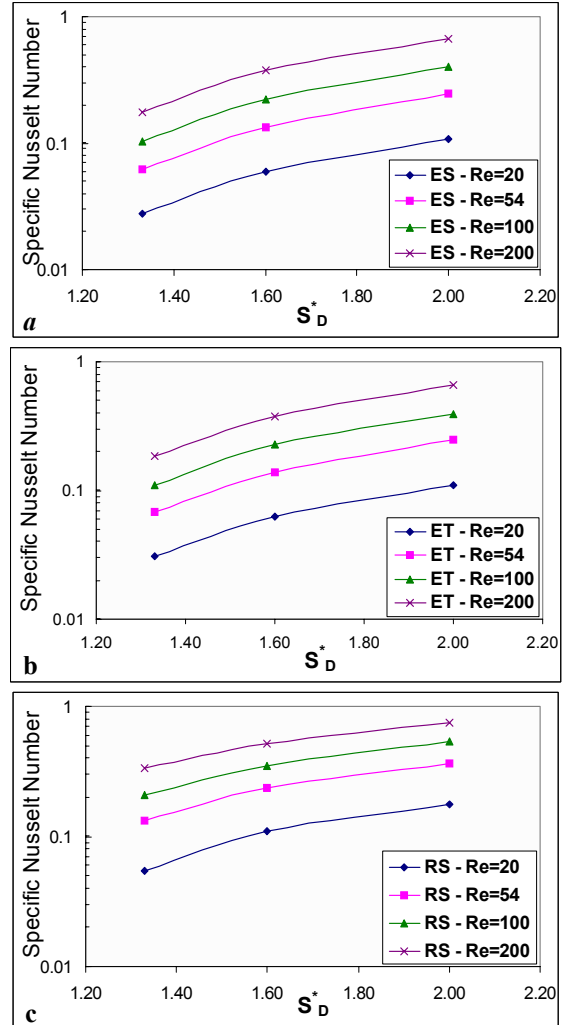 1
0.1
0.01
Specific Nusselt Number
ES - Re=20
ES - Re=54
ES - Re=100
ES - Re=200
1.20 1.40 1.60 1.80 2.00 2.20
S*D
a
1
0.1
0.01
Specific Nusselt Number
ET - Re=20
ET - Re=54
ET - Re=100
ET - Re=200
1.20 1.40 1.60 1.80 2.00 2.20
S*D
b
1
0.1
0.01
Specific Nusselt Number
RS - Re=20
RS - Re=54
RS - Re=100
RS - Re=200
1.20 1.40 1.60 1.80 2.00 2.20
S*D
c